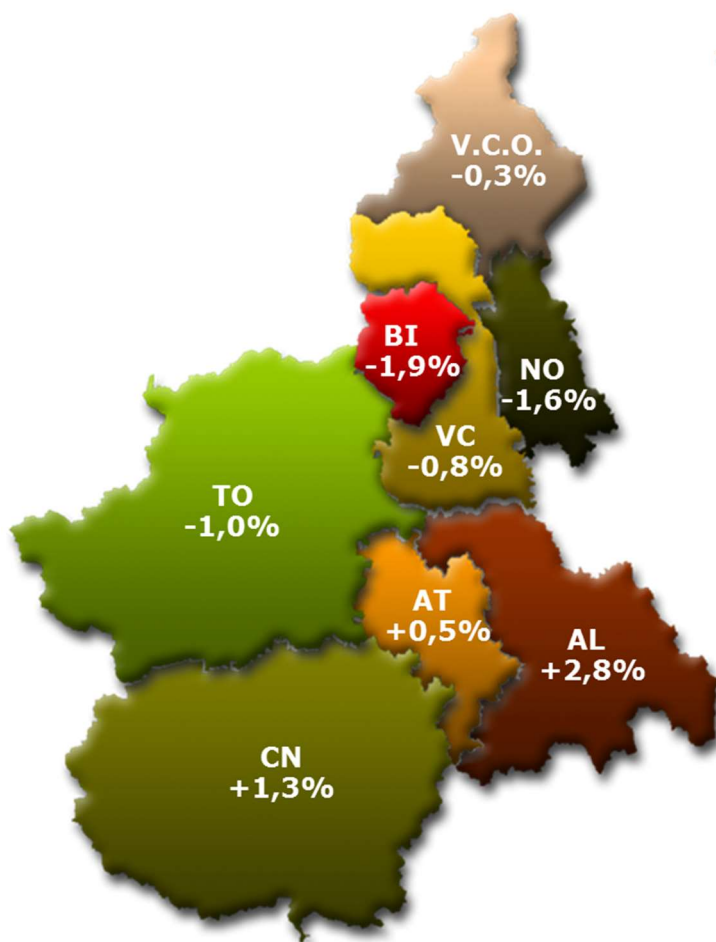 V.C.O.
-0,3%
BI
-1,9%
NO
-1,6%
VC
-0,8%
TO
-1,0%
AT
+0,5%
AL
+2,8%
CN
+1,3%